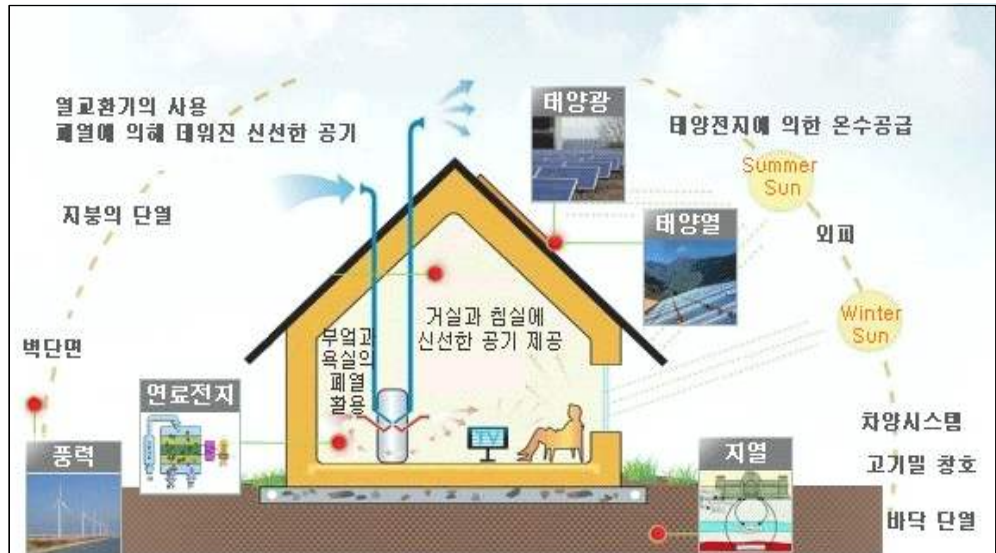 열교환기의 사용
폐열에 의해 데워진 신선한 공기
지붕의 단열
태양광
태양전지에 의한 온수공급
Summer
Sun
태양열
외피
Winter
Sun
거실과 침실에
신선한 공기 제공
부엌과
욕실의
폐열
활용
벽단면
연료전지
풍력
TV
지열
차양시스템
고기밀 창호
바닥 단열